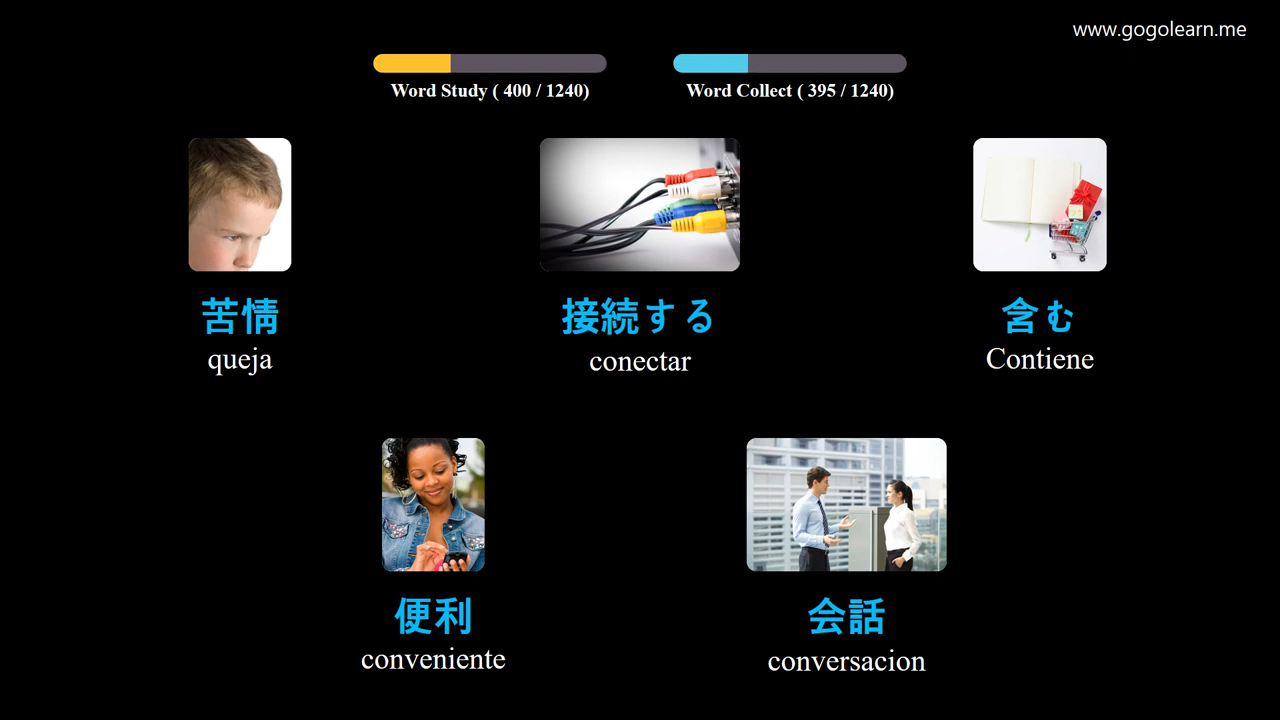 www.gogolearn.me
Word Study ( 400 / 1240)
Word Collect ( 395 / 1240)
苦情
queja
接続する
conectar
含む
Contiene
便利
conveniente
会話
conversacion